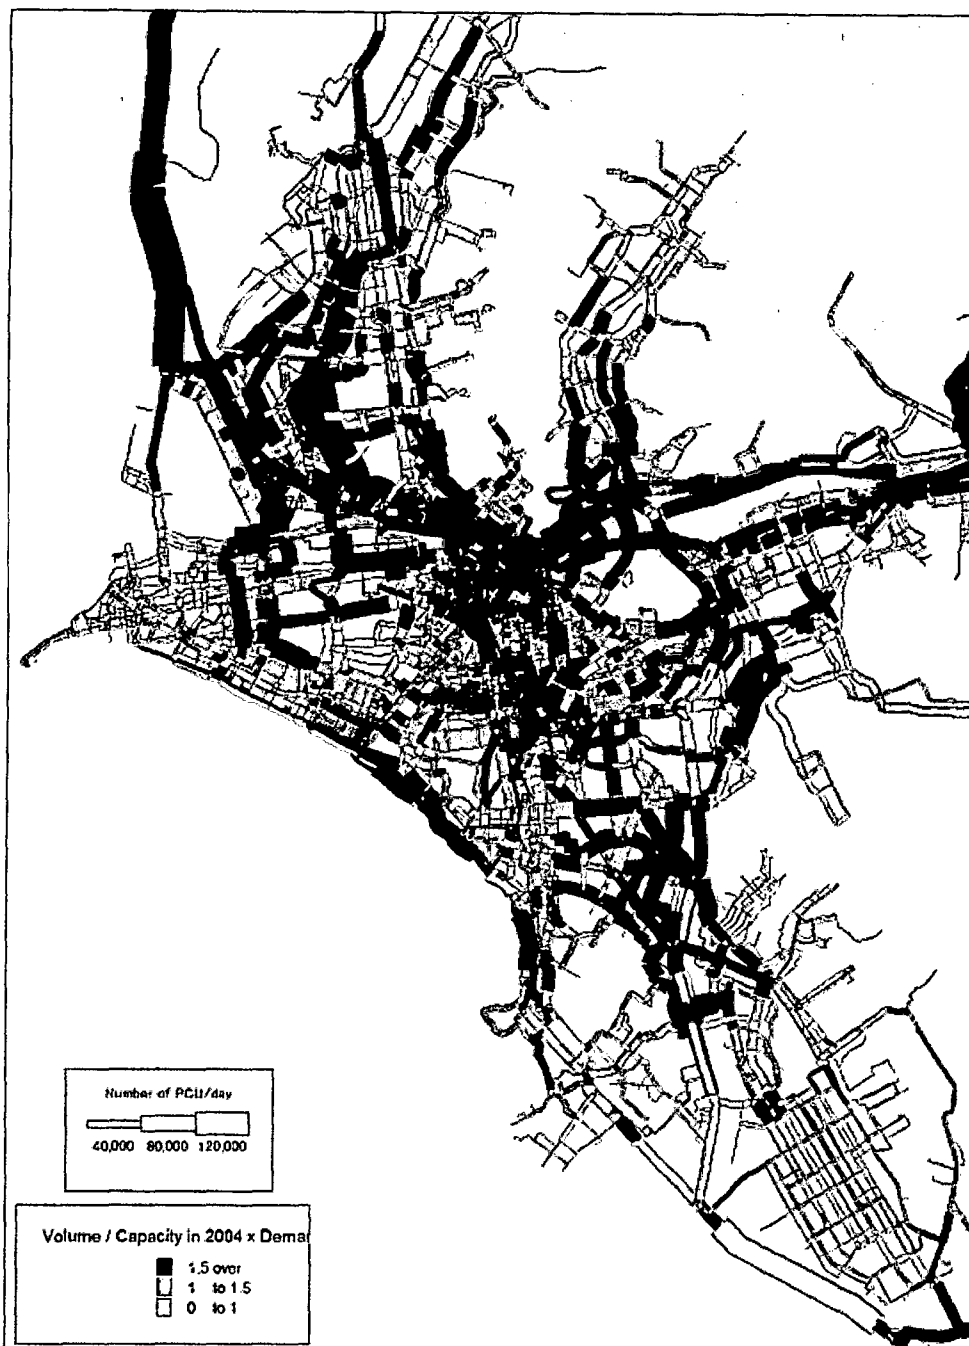 Number of PCU/day
40,000 80,000 120,000
Volume / Capacity in 2004 x Demar
1.5 over
1 to 1.5
0 to 1